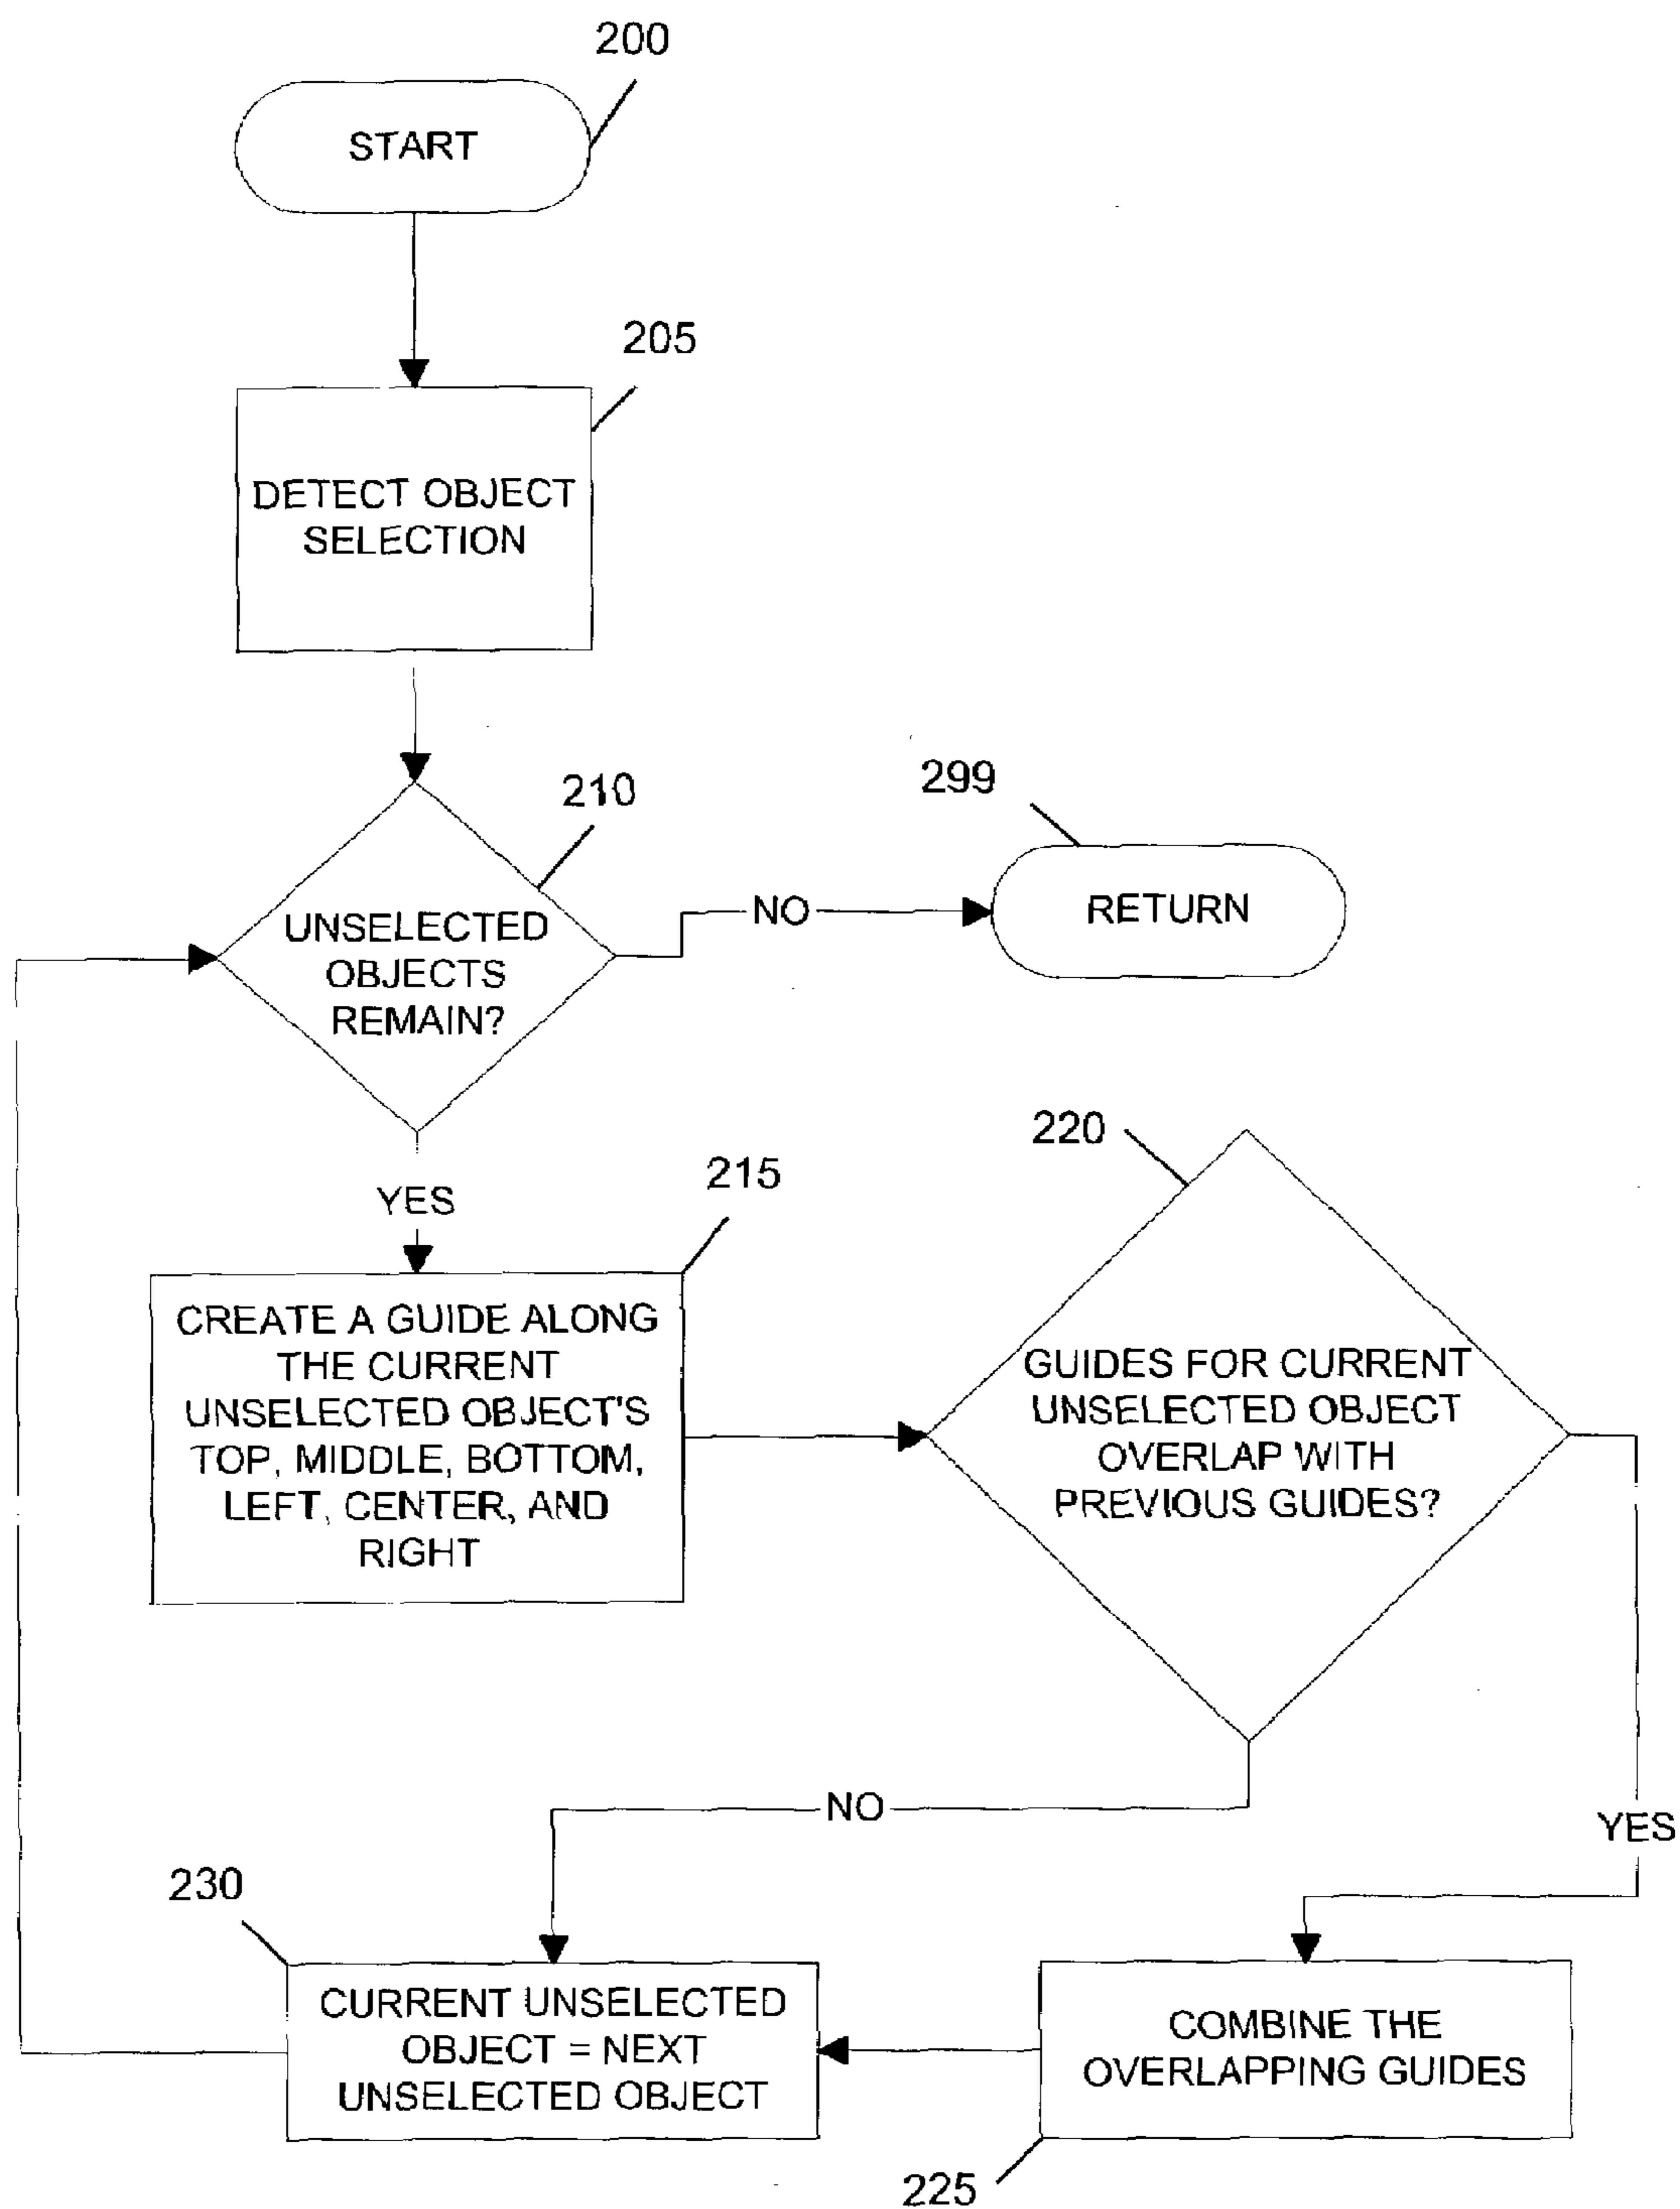 200
START
205
DETECT OBJECT
SELECTION
210
UNSELECTED
OBJECTS
REMAIN?
NO
299
RETURN
YES
215
CREATE A GUIDE ALONG
THE CURRENT
UNSELECTED OBJECT'S
TOP, MIDDLE, BOTTOM,
LEFT, CENTER, AND
RIGHT
220
GUIDES FOR CURRENT
UNSELECTED OBJECT
OVERLAP WITH
PREVIOUS GUIDES?
NO
YES
230
CURRENT UNSELECTED
OBJECT = NEXT
UNSELECTED OBJECT
COMBINE THE
OVERLAPPING GUIDES
225